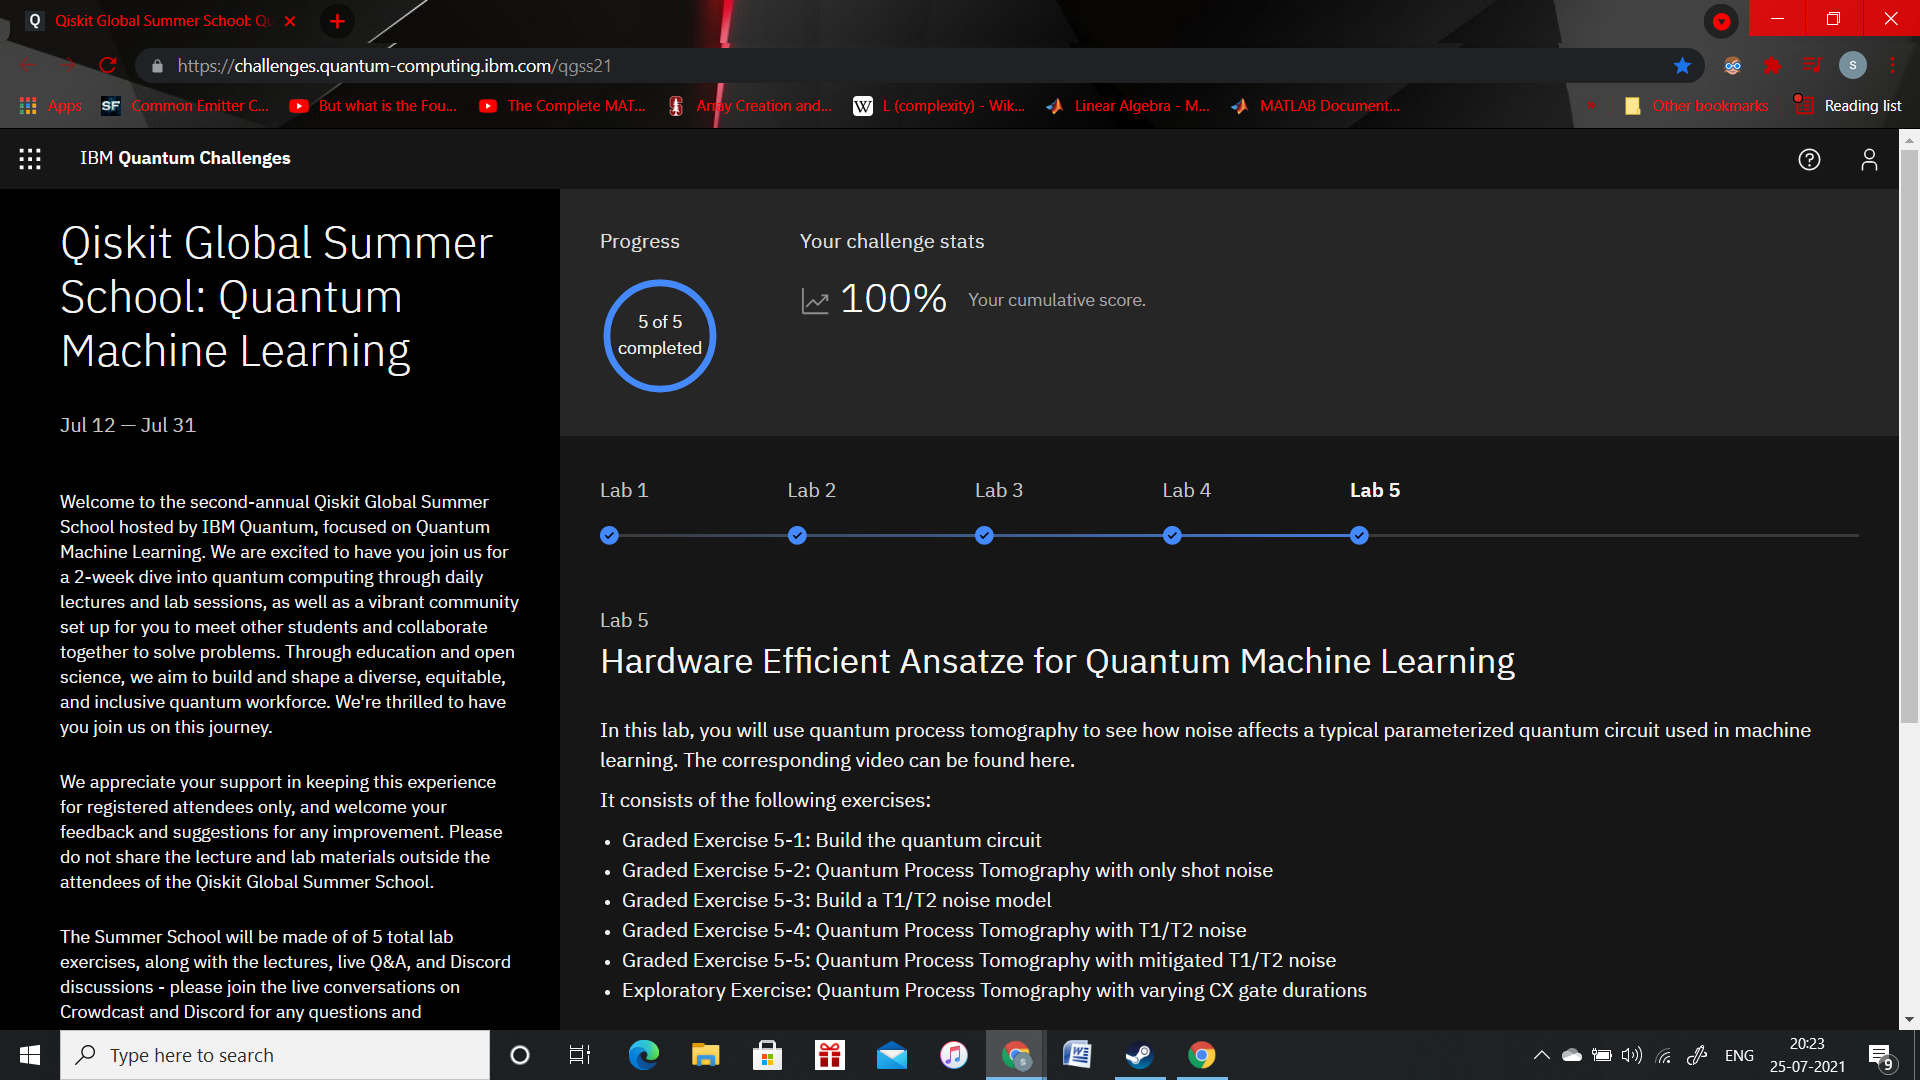 Qiskit Global Summer School: Qu
https://challenges.quantum-computing.ibm.com/qgss21
S
Apps
SF
Common Emitter C...
But what is the Fou...
The Complete MAT...
Array Creation and...
W
L (complexity) - Wik...
Linear Algebra - M...
MATLAB Document...
Other bookmarks
Reading list
IBM Quantum Challenges
Qiskit Global Summer
School: Quantum
Machine Learning
Jul 12 — Jul 31
Welcome to the second-annual Qiskit Global Summer
School hosted by IBM Quantum, focused on Quantum
Machine Learning. We are excited to have you join us for
a 2-week dive into quantum computing through daily
lectures and lab sessions, as well as a vibrant community
set up for you to meet other students and collaborate
together to solve problems. Through education and open
science, we aim to build and shape a diverse, equitable,
and inclusive quantum workforce. We're thrilled to have
you join us on this journey.
We appreciate your support in keeping this experience
for registered attendees only, and welcome your
feedback and suggestions for any improvement. Please
do not share the lecture and lab materials outside the
attendees of the Qiskit Global Summer School.
The Summer School will be made of of 5 total lab
exercises, along with the lectures, live Q&A, and Discord
discussions - please join the live conversations on
Crowdcast and Discord for any questions and
Progress
5 of 5
completed
Your challenge stats
100% Your cumulative score.
Lab 1 Lab 2 Lab 3 Lab 4 Lab 5
Lab 5
Hardware Efficient Ansatze for Quantum Machine Learning
In this lab, you will use quantum process tomography to see how noise affects a typical parameterized quantum circuit used in machine
learning. The corresponding video can be found here.
It consists of the following exercises:
• Graded Exercise 5-1: Build the quantum circuit
• Graded Exercise 5-2: Quantum Process Tomography with only shot noise
• Graded Exercise 5-3: Build a T1/T2 noise model
• Graded Exercise 5-4: Quantum Process Tomography with T1/T2 noise
• Graded Exercise 5-5: Quantum Process Tomography with mitigated T1/T2 noise
• Exploratory Exercise: Quantum Process Tomography with varying CX gate durations
Type here to search
ENG
20:23
25-07-2021
9